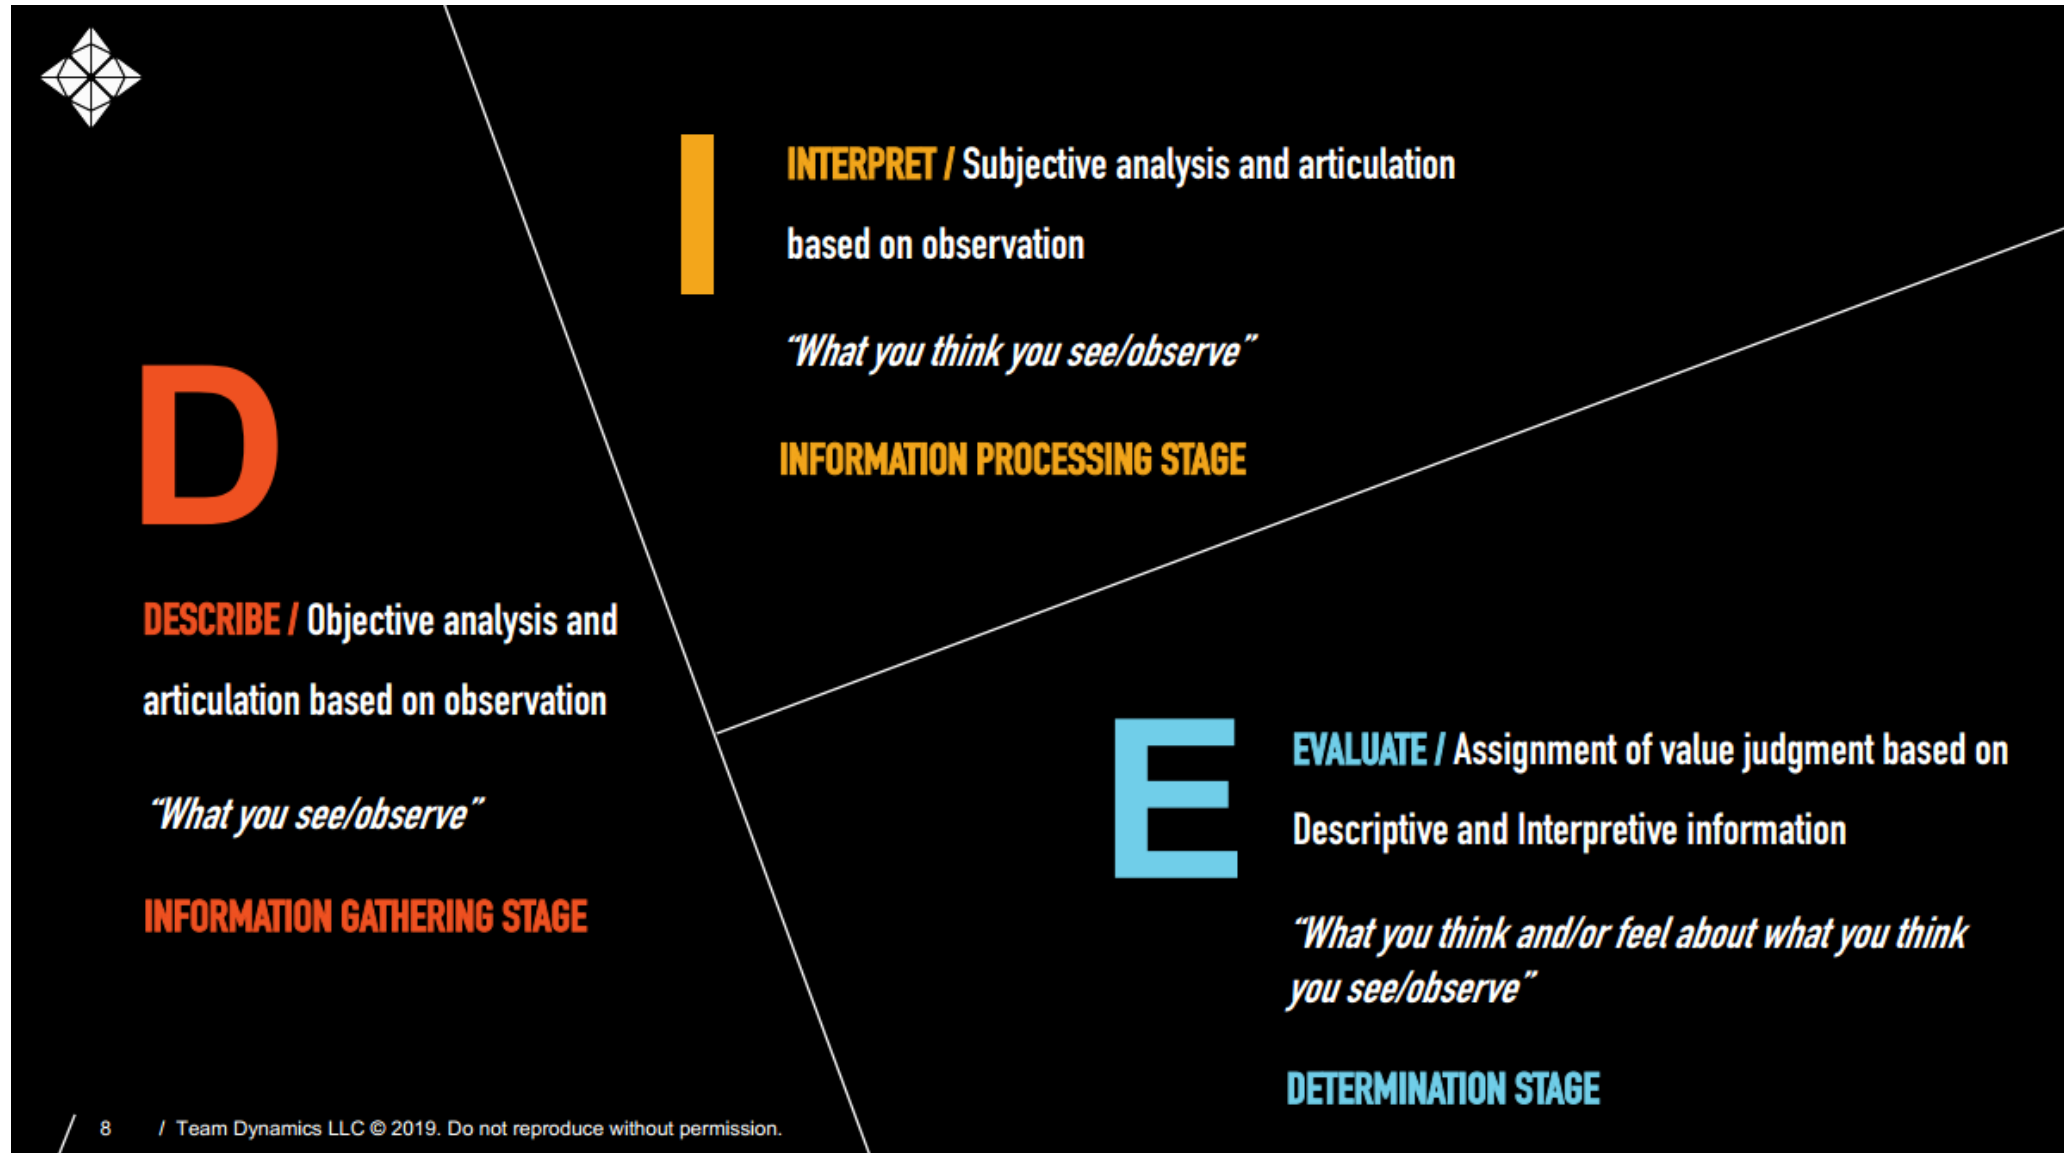 D
DESCRIBE / Objective analysis and
articulation based on observation
“What you see/observe”
INFORMATION GATHERING STAGE
I
INTERPRET / Subjective analysis and articulation
based on observation
“What you think you see/observe”
INFORMATION PROCESSING STAGE
E
EVALUATE / Assignment of value judgment based on
Descriptive and Interpretive information
“What you think and/or feel about what you think
you see/observe”
DETERMINATION STAGE
/ 8 / Team Dynamics LLC © 2019. Do not reproduce without permission.